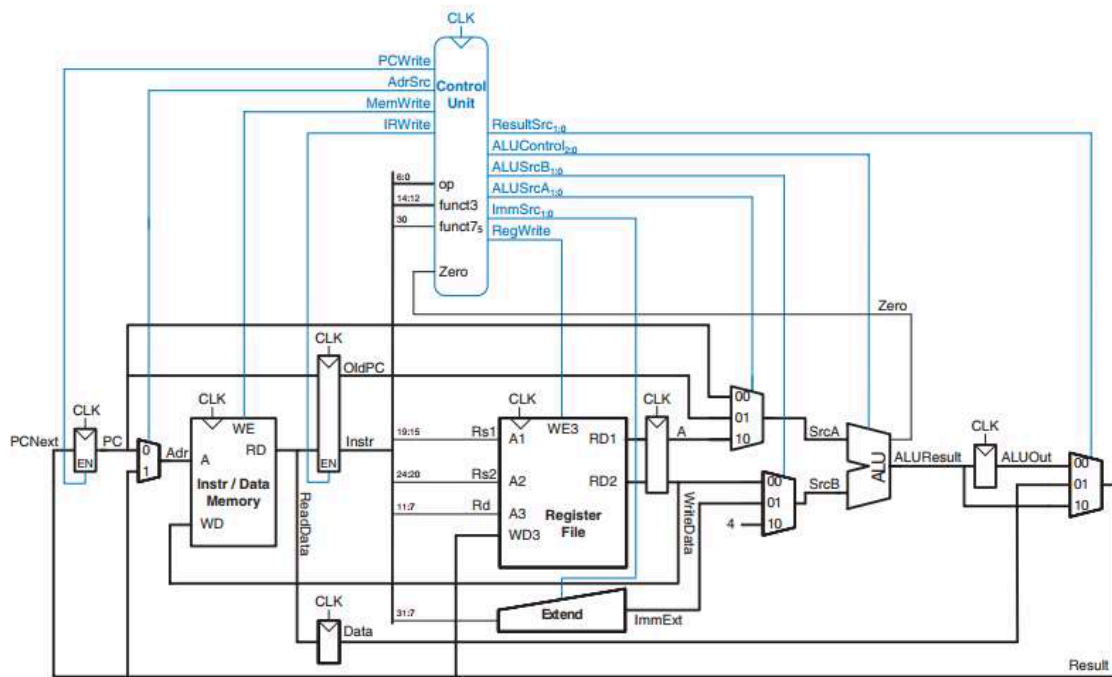 CLK
PCWrite
AdrSrc
MemWrite
IRWrite
Control
Unit
ResultSrc1:0
ALUControl2:0
ALUSrcB1:0
ALUSrcA1:0
ImmSrc1:0
RegWrite
6:0
op
14:12
funct3
30
funct75
Zero
Zero
CLK
OldPC
CLK
PCNext
EN
PC
0
1
Adr
CLK
WE
A
RD
Instr / Data
Memory
WD
ReadData
EN
Instr
19:15
Rs1
24:20
Rs2
11:7
Rd
CLK
WE3
A1
RD1
A2
RD2
A3
WD3
Register
File
CLK
A
WriteData
00
01
10
SrcA
00
01
4
10
SrcB
ALU
ALUResult
CLK
ALUOut
00
01
10
31:7
Extend
ImmExt
CLK
Data
Result